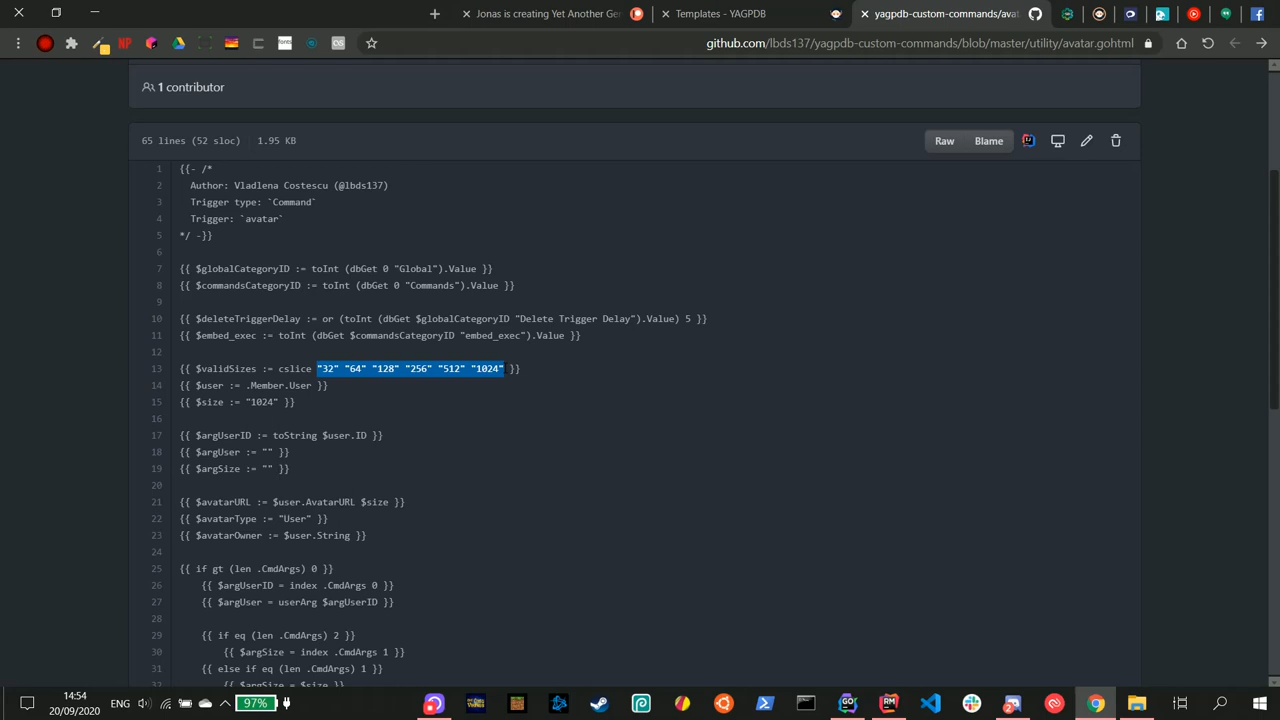 Jonas is creating Yet Another Ger
Templates - YAGPDB
yagpdb-custom-commands/avat
github.com/lbds137/yagpdb-custom-commands/blob/master/utility/avatar.gohtml
1 contributor
65 lines (52 sloc) 1.95 KB
Raw Blame
1 {{- /*
2 Author: Vladlena Costescu (@lbds137)
3 Trigger type: `Command`
4 Trigger: `avatar`
5 */ -}}
6
7 {{ $globalCategoryID := toInt (dbGet 0 "Global").Value }}
8 {{ $commandsCategoryID := toInt (dbGet 0 "Commands").Value }}
9
10 {{ $deleteTriggerDelay := or (toInt (dbGet $globalCategoryID "Delete Trigger Delay").Value) 5 }}
11 {{ $embed_exec := toInt (dbGet $commandsCategoryID "embed_exec").Value }}
12
13 {{ $validSizes := cslice "32" "64" "128" "256" "512" "1024" }}
14 {{ $user := .Member.User }}
15 {{ $size := "1024" }}
16
17 {{ $argUserID := toString $user.ID }}
18 {{ $argUser := "" }}
19 {{ $argSize := "" }}
20
21 {{ $avatarURL := $user.AvatarURL $size }}
22 {{ $avatarType := "User" }}
23 {{ $avatarOwner := $user.String }}
24
25 {{ if gt (len .CmdArgs) 0 }}
26 {{ $argUserID = index .CmdArgs 0 }}
27 {{ $argUser = userArg $argUserID }}
28
29 {{ if eq (len .CmdArgs) 2 }}
30 {{ $argSize = index .CmdArgs 1 }}
31 {{ else if eq (len .CmdArgs) 1 }}
32 {{ $argSize = $size }}
14:54
20/09/2020
ENG
97%